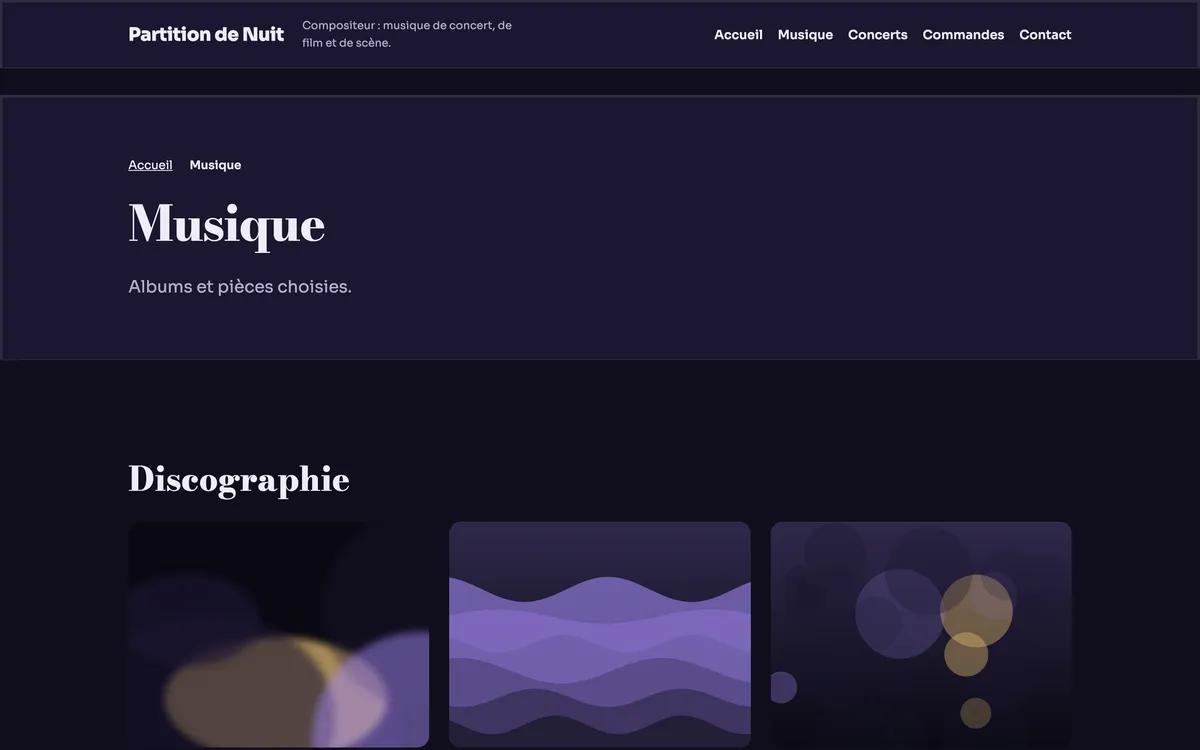 Partition de Nuit
Compositeur : musique de concert, de
film et de scène.
Accueil Musique Concerts Commandes Contact
Accueil Musique
Musique
Albums et pièces choisies.
Discographie